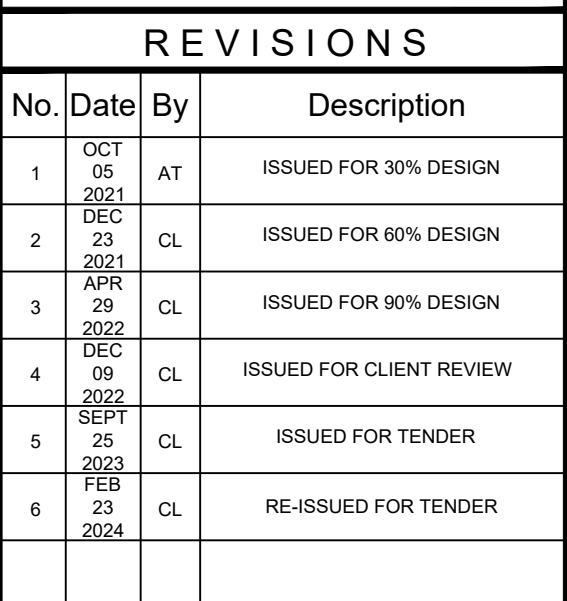 REVISIONS
No. Date By Description
1 OCT 05 2021 AT ISSUED FOR 30% DESIGN
2 DEC 23 2021 CL ISSUED FOR 60% DESIGN
3 APR 29 2022 CL ISSUED FOR 90% DESIGN
4 DEC 09 2022 CL ISSUED FOR CLIENT REVIEW
5 SEPT 25 2023 CL ISSUED FOR TENDER
6 FEB 23 2024 CL RE-ISSUED FOR TENDER